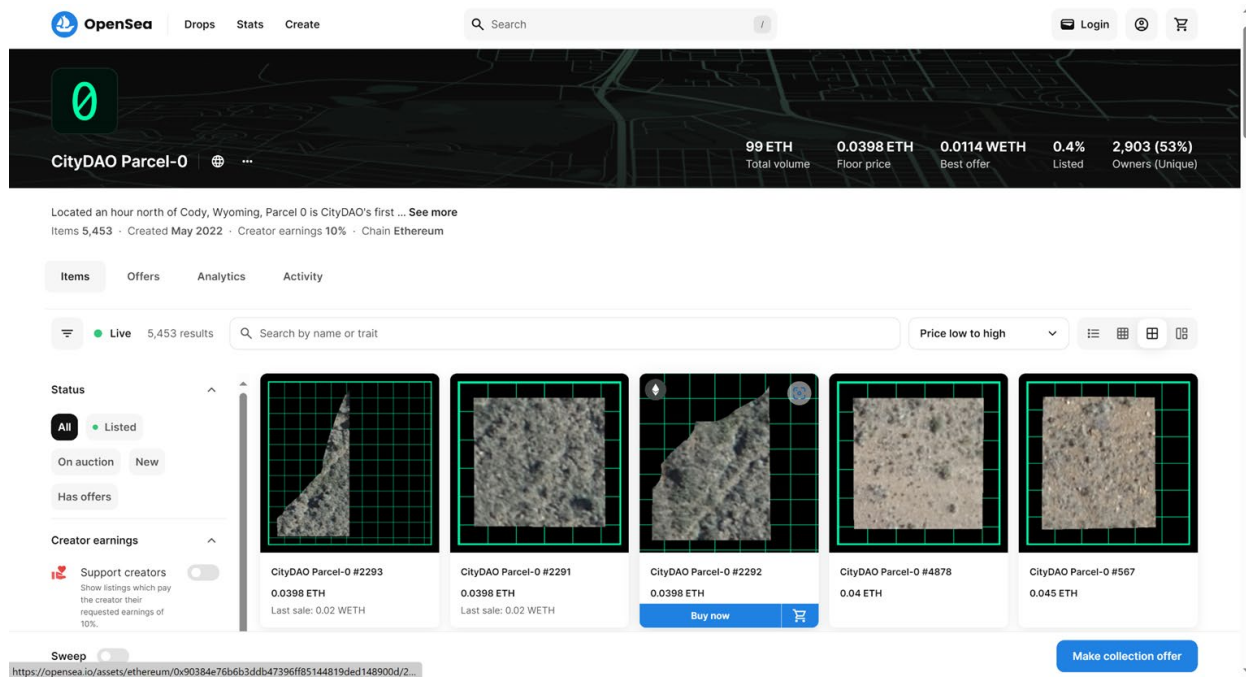 OpenSea Drops Stats Create Search / Login
0
CityDAO Parcel-0 ...
99 ETH 0.0398 ETH 0.0114 WETH 0.4% 2,903 (53%)
Total volume Floor price Best offer Listed Owners (Unique)
Located an hour north of Cody, Wyoming, Parcel 0 is CityDAO's first ... See more
Items 5,453 · Created May 2022 · Creator earnings 10% · Chain Ethereum
Items Offers Analytics Activity
Live 5,453 results Search by name or trait Price low to high
Status
All Listed
On auction New
Has offers
Creator earnings
Support creators
Show listings which pay
the creator their
requested earnings of
10%.
CityDAO Parcel-0 #2293
0.0398 ETH
Last sale: 0.02 WETH
CityDAO Parcel-0 #2291
0.0398 ETH
Last sale: 0.02 WETH
CityDAO Parcel-0 #2292
0.0398 ETH
Buy now
CityDAO Parcel-0 #4878
0.04 ETH
CityDAO Parcel-0 #567
0.045 ETH
Sweep Make collection offer
https://opensea.io/assets/ethereum/0x90384e76b6b3ddb47396ff85144819ded148900d/2...